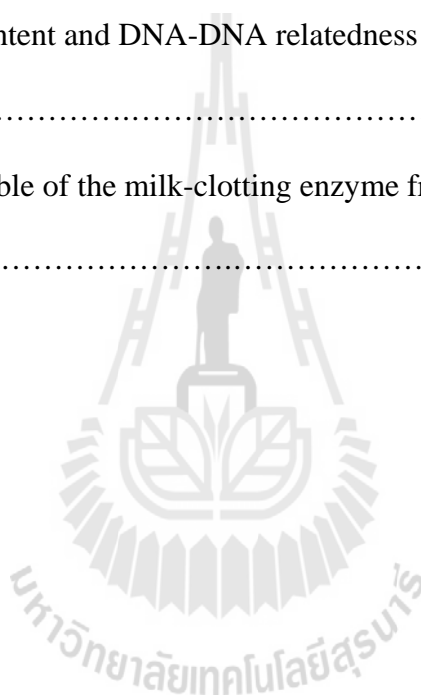 ntent and DNA-DNA relatedness
………….…………………………
ble of the milk-clotting enzyme fr
………………….………………
มหาวิทยาลัยเทคโนโลยีสุรนารี